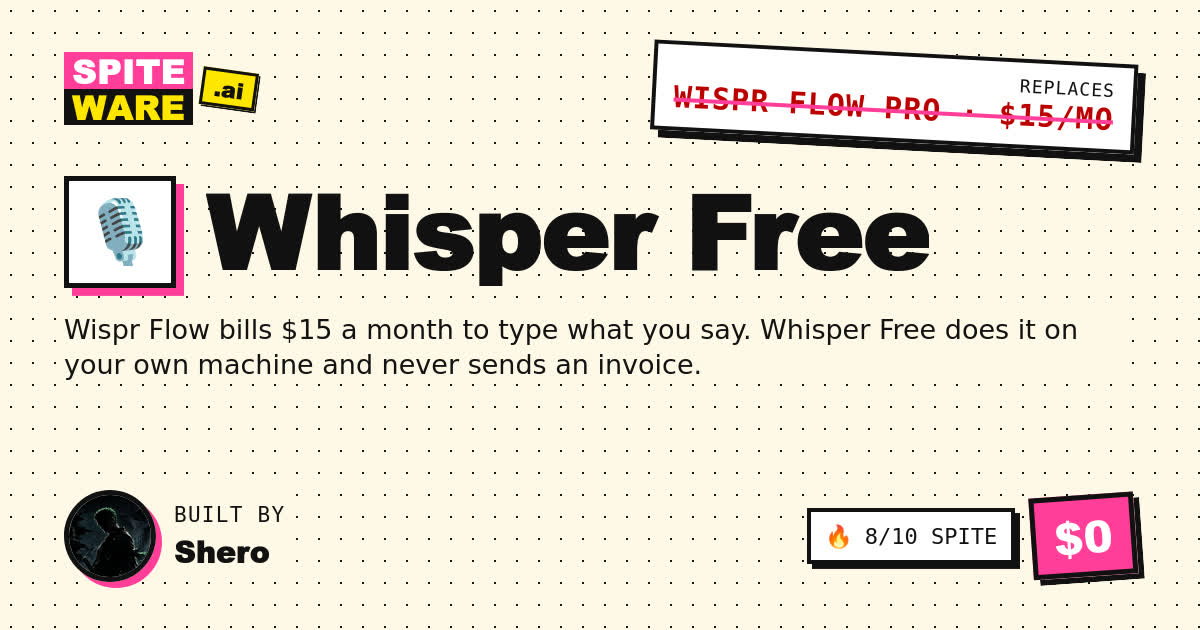 SPITE
WARE
.ai
REPLACES
WISPR FLOW PRO · $15/MO
Whisper Free
Wispr Flow bills $15 a month to type what you say. Whisper Free does it on
your own machine and never sends an invoice.
BUILT BY
Shero
🔥 8/10 SPITE
$0